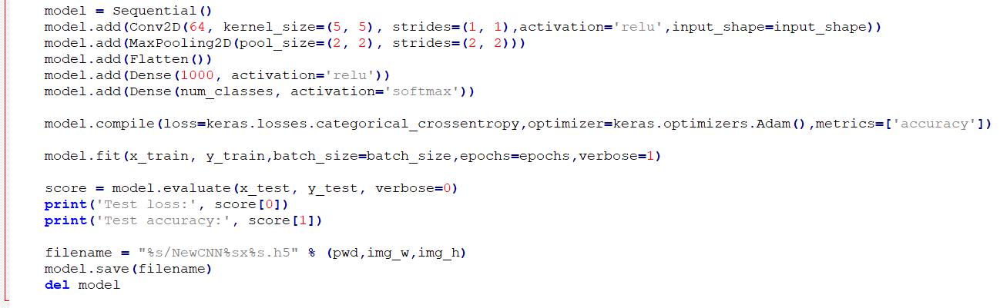 model = Sequential()
model.add(Conv2D(64, kernel_size=(5, 5), strides=(1, 1),activation='relu',input_shape=input_shape))
model.add(MaxPooling2D(pool_size=(2, 2), strides=(2, 2)))
model.add(Flatten())
model.add(Dense(1000, activation='relu'))
model.add(Dense(num_classes, activation='softmax'))
model.compile(loss=keras.losses.categorical_crossentropy,optimizer=keras.optimizers.Adam(),metrics=['accuracy'])
model.fit(x_train, y_train,batch_size=batch_size,epochs=epochs,verbose=1)
score = model.evaluate(x_test, y_test, verbose=0)
print('Test loss:', score[0])
print('Test accuracy:', score[1])
filename = "%s/NewCNN%sx%s.h5" % (pwd,img_w,img_h)
model.save(filename)
del model